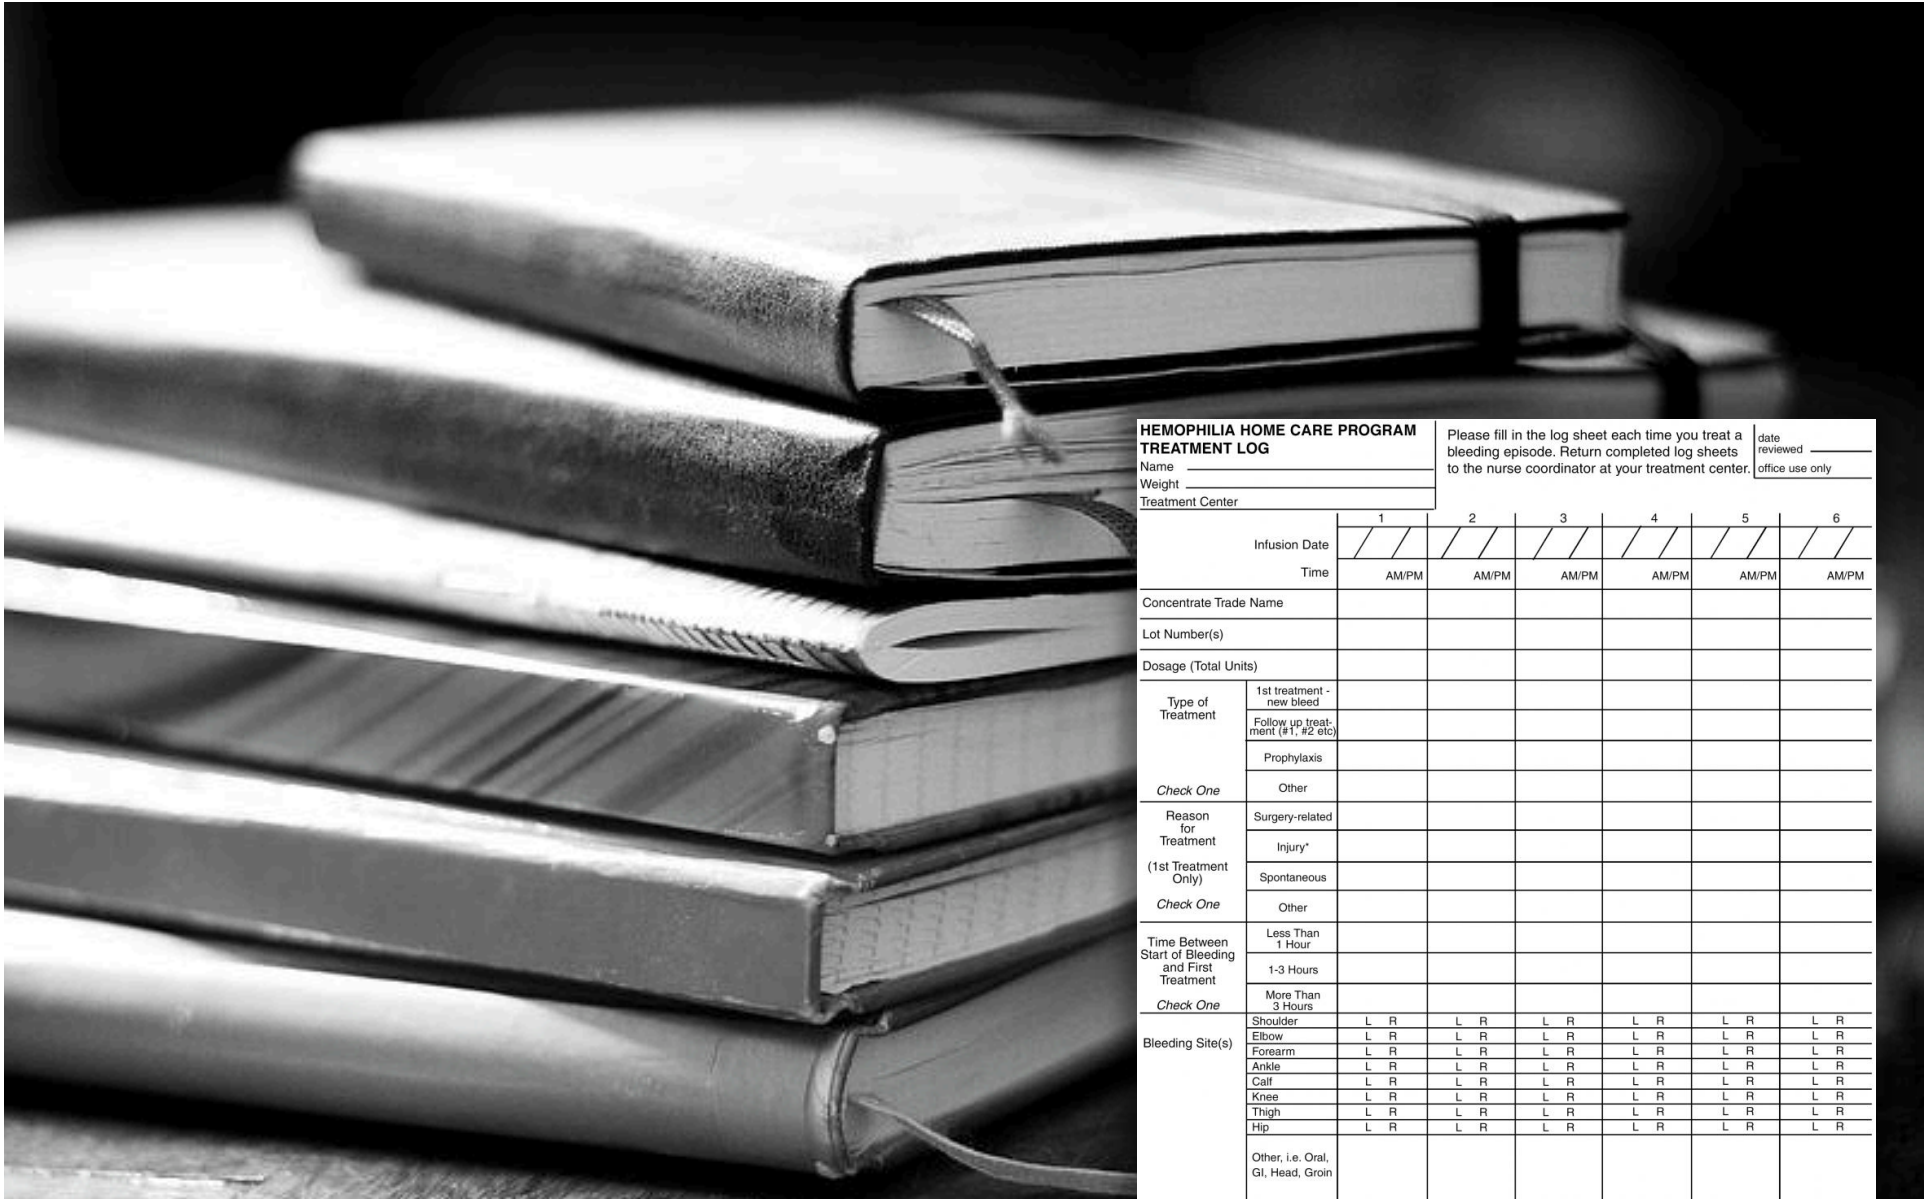 HEMOPHILIA HOME CARE PROGRAM
TREATMENT LOG
Name
Weight
Treatment Center
Please fill in the log sheet each time you treat a
bleeding episode. Return completed log sheets
to the nurse coordinator at your treatment center.
date
reviewed
office use only
1 2 3 4 5 6
Infusion Date
Time AM/PM AM/PM AM/PM AM/PM AM/PM AM/PM
Concentrate Trade Name
Lot Number(s)
Dosage (Total Units)
Type of
Treatment
Check One
1st treatment -
new bleed
Follow up treat-
ment (#1, #2 etc)
Prophylaxis
Other
Reason
for
Treatment
(1st Treatment
Only)
Check One
Surgery-related
Injury*
Spontaneous
Other
Time Between
Start of Bleeding
and First
Treatment
Check One
Less Than
1 Hour
1-3 Hours
More Than
3 Hours
Bleeding Site(s)
Shoulder L R L R L R L R L R L R
Elbow L R L R L R L R L R L R
Forearm L R L R L R L R L R L R
Ankle L R L R L R L R L R L R
Calf L R L R L R L R L R L R
Knee L R L R L R L R L R L R
Thigh L R L R L R L R L R L R
Hip L R L R L R L R L R L R
Other, i.e. Oral,
GI, Head, Groin